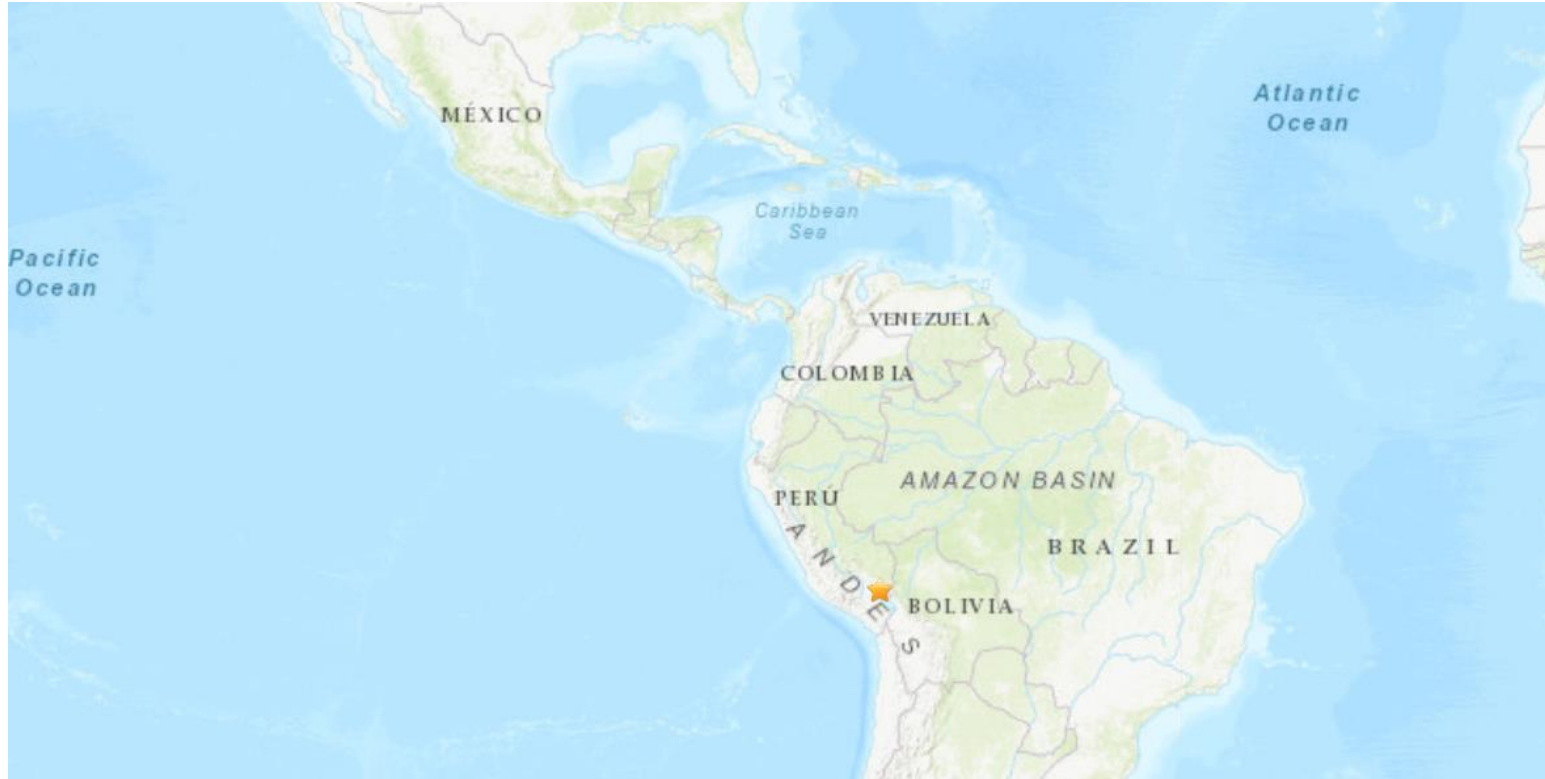 MÉXICO
Atlantic
Ocean
Caribbean
Sea
Pacific
Ocean
VENEZUELA
COLOMBIA
AMAZON BASIN
PERÚ
ANDES
BRAZIL
BOLIVIA